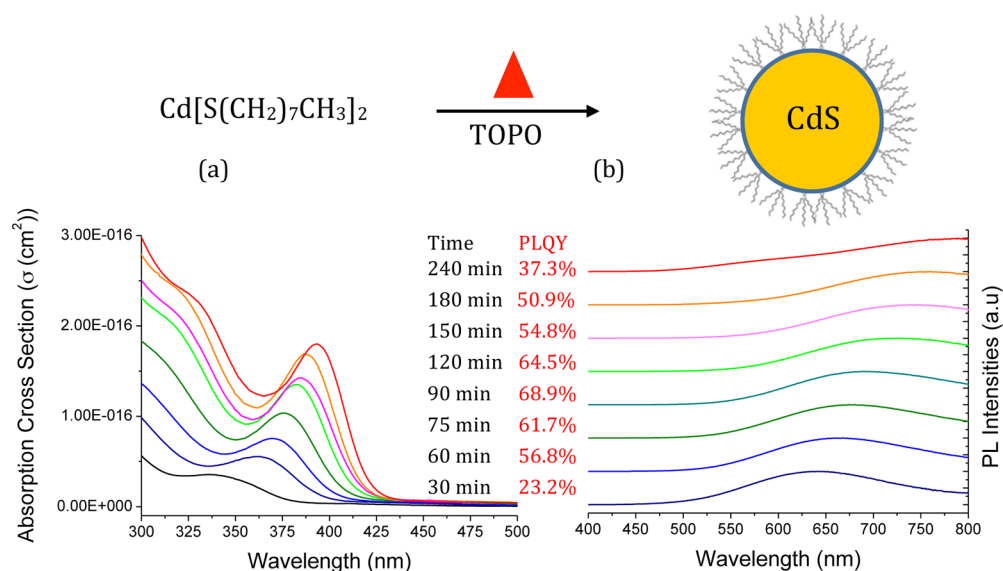 Cd[S(CH2)7CH3]2
TOPO
CdS
(a)
(b)
Absorption Cross Section (σ σ (cm²))
3.00E-016
2.00E-016
1.00E-016
0.00E+000
300 325 350 375 400 425 450 475 500
Wavelength (nm)
Time PLQY
240 min 37.3%
180 min 50.9%
150 min 54.8%
120 min 64.5%
90 min 68.9%
75 min 61.7%
60 min 56.8%
30 min 23.2%
400 450 500 550 600 650 700 750 800
Wavelength (nm)
PL Intensities (a.u)